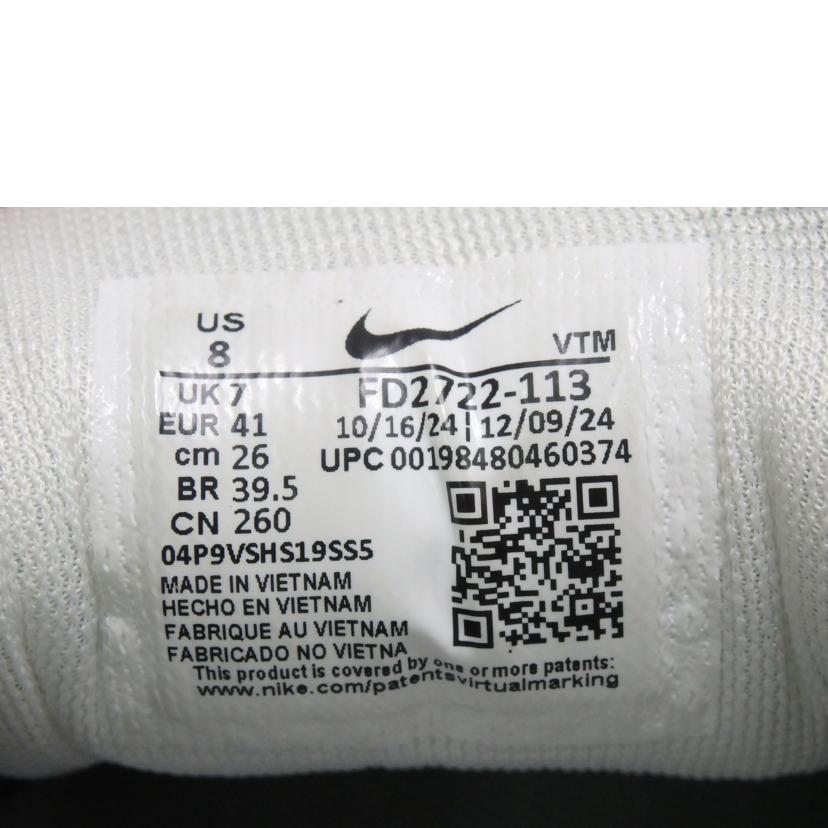 US
8
VTM
UK 7
FD2722-113
EUR 41
10/16/24 | 12/09/24
cm 26
UPC 00198480460374
BR 39.5
CN 260
04P9VSHS19SS5
MADE IN VIETNAM
HECHO EN VIETNAM
FABRIQUE AU VIETNAM
FABRICADO NO VIETNA
This product is covered by one or more patents:
www.nike.com/patentsvirtualmarking